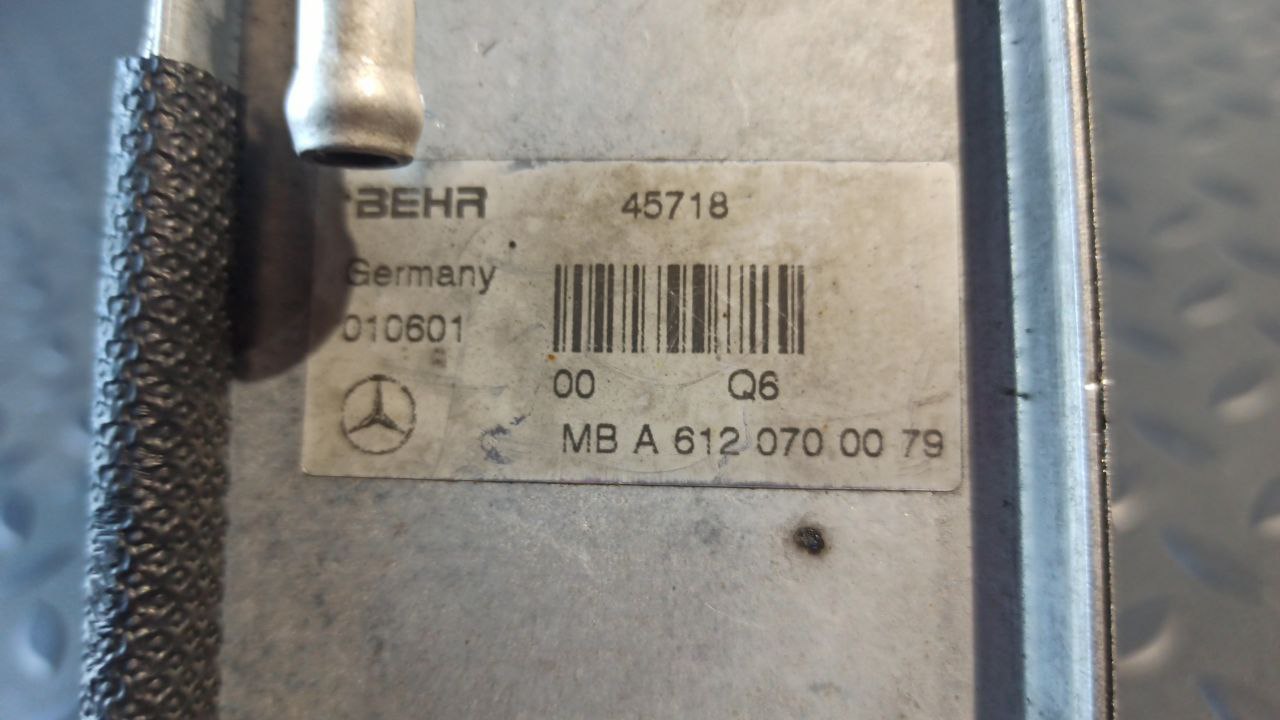 BEHR 45718
Germany
010601
00 Q6
MB A 612 070 00 79